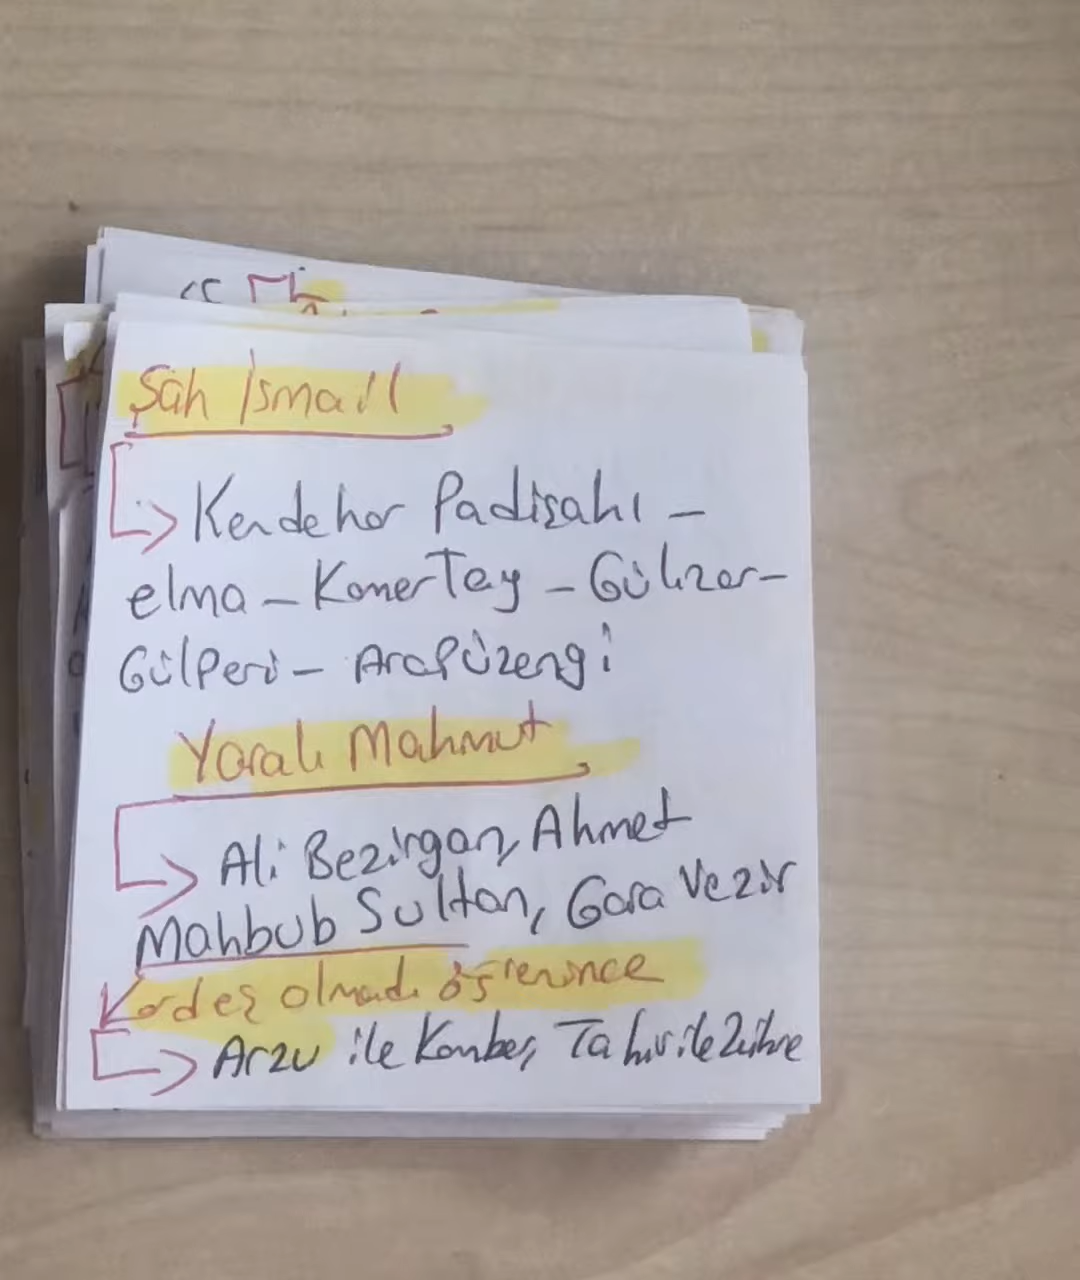 Şah İsmail
Kendehar Padişahı -
elma - KamerTay - Gülizar -
Gülperi - Arapüzengi
Yaralı Mahmut
Ali Bezirgan, Ahmet
Mahbub Sultan, Gara Vezir
Kardeş olmadı öğrenince
Arzu ile Kamber, Tahir ile Zühre